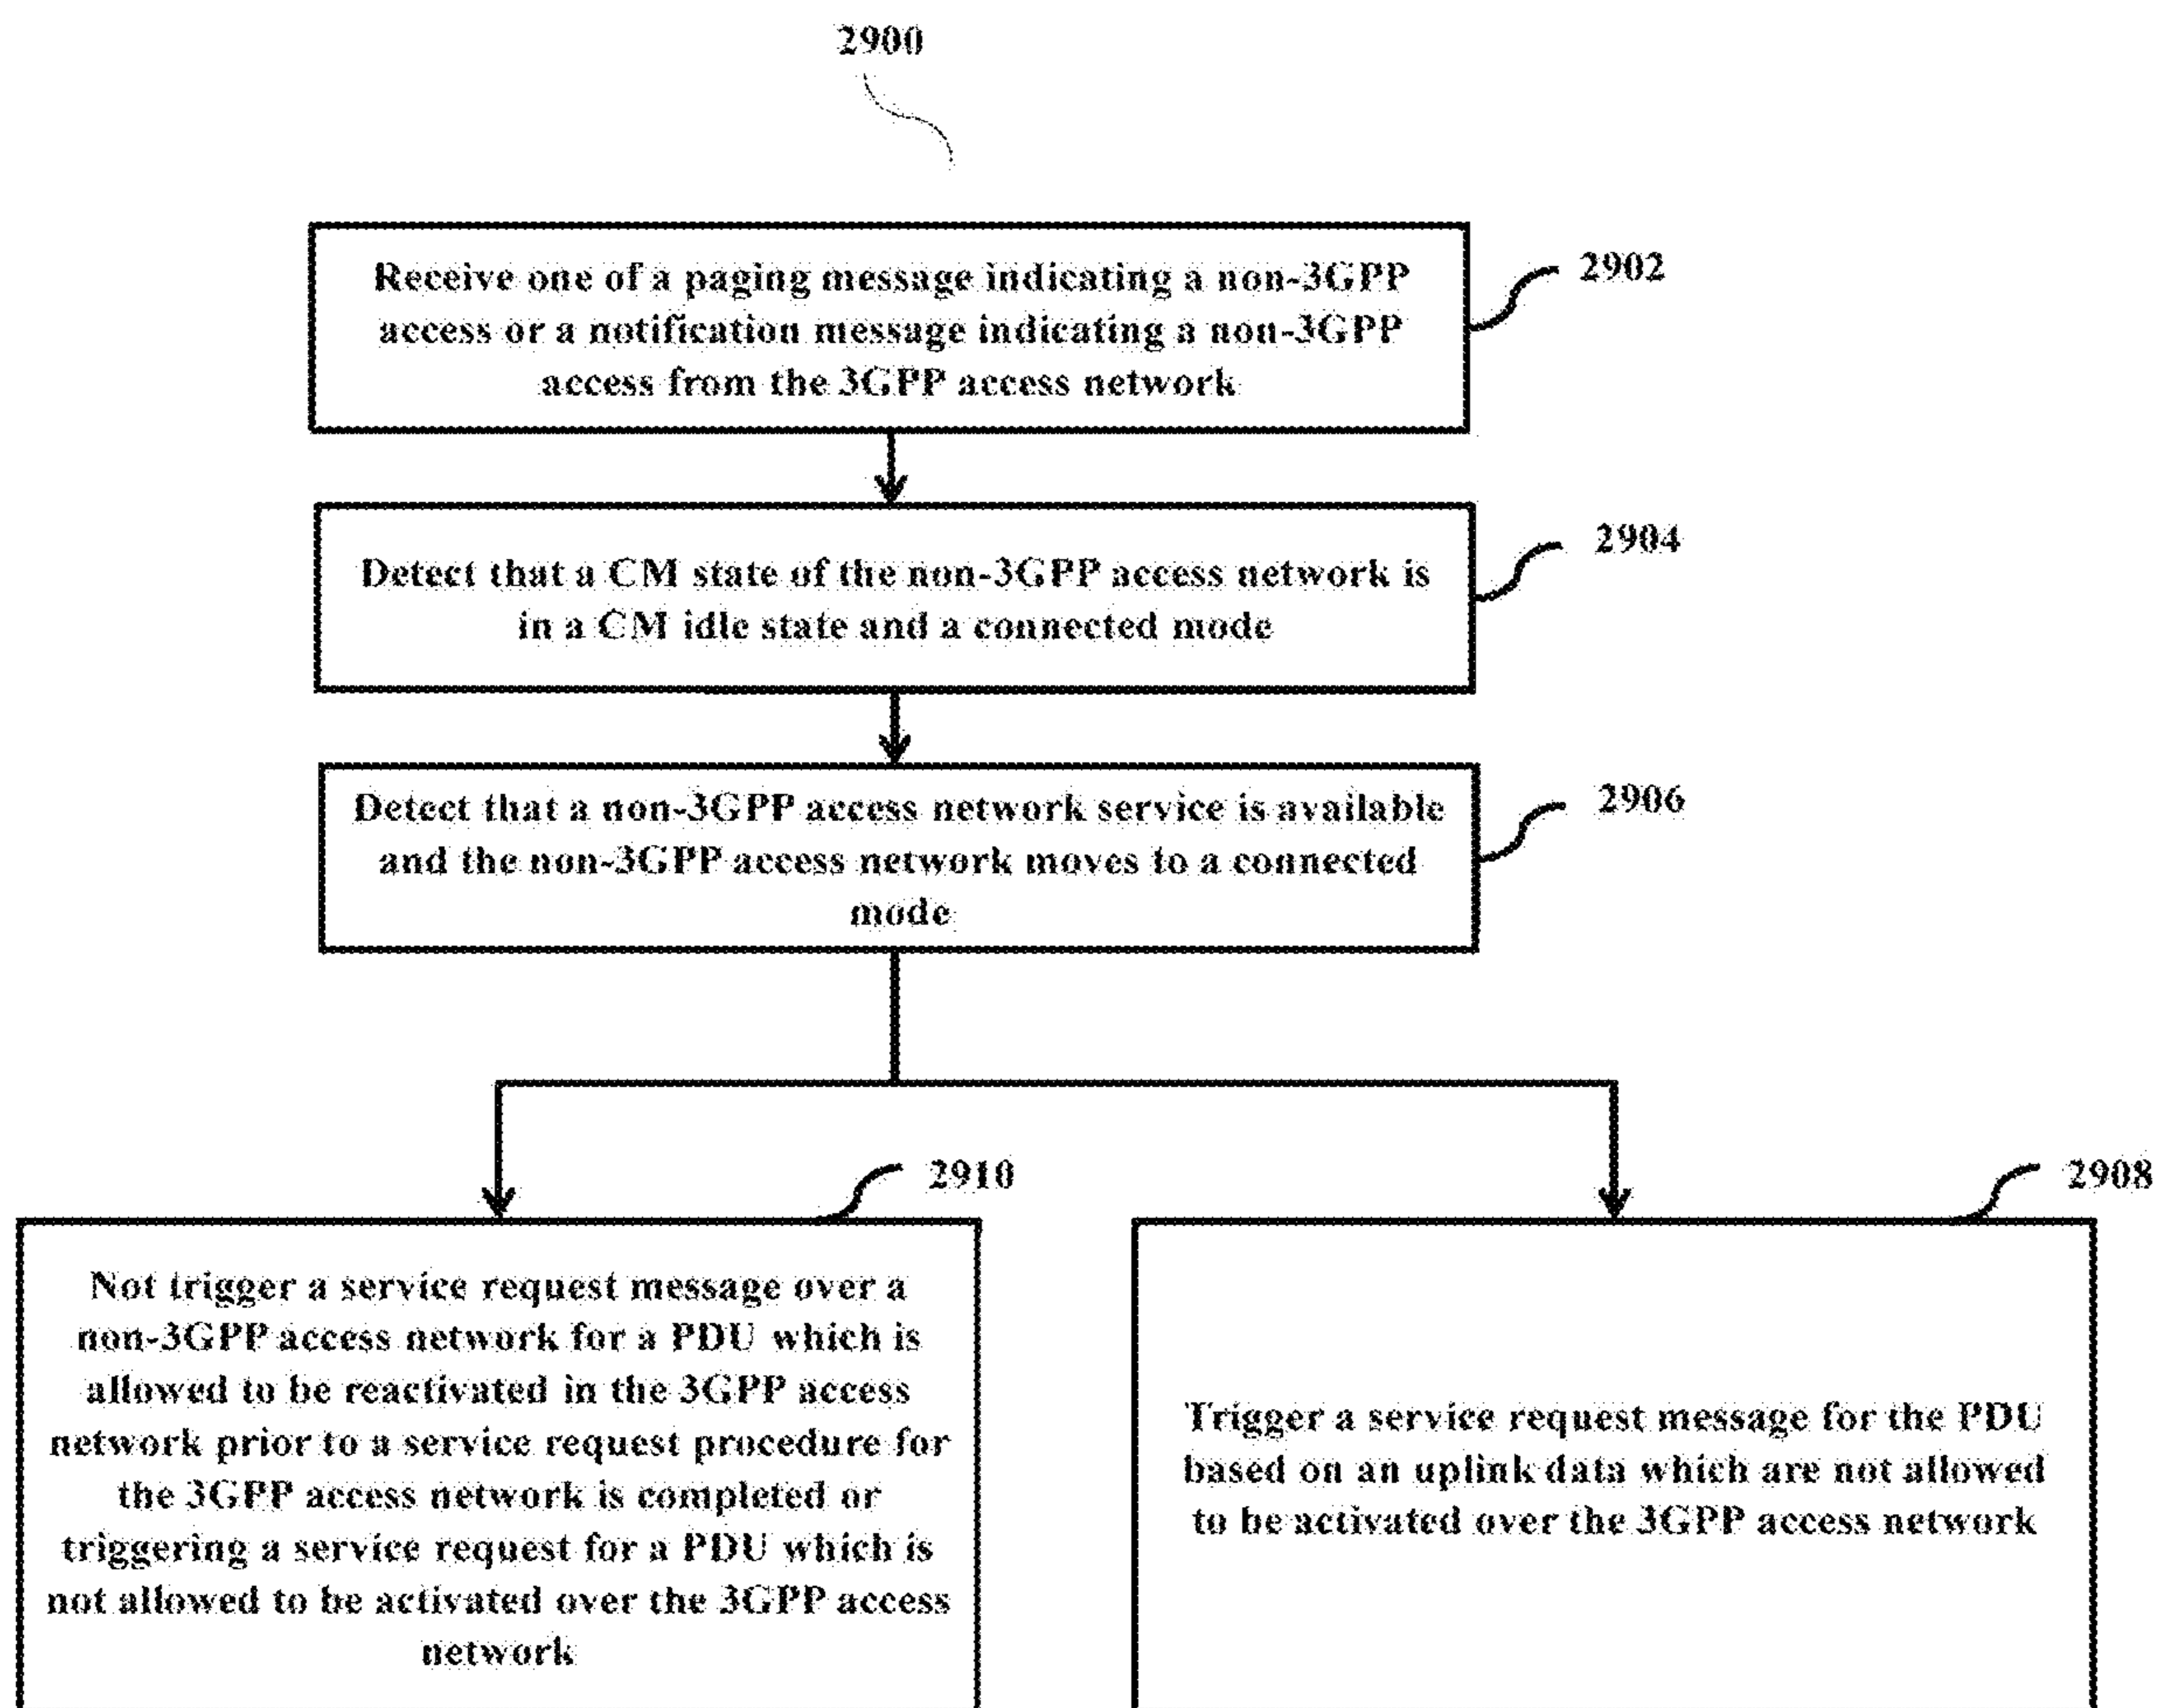 2900
Receive one of a paging message indicating a non-3GPP
access or a notification message indicating a non-3GPP
access from the 3GPP access network
2902
Detect that a CM state of the non-3GPP access network is
in a CM idle state and a connected mode
2904
Detect that a non-3GPP access network service is available
and the non-3GPP access network moves to a connected
mode
2906
2910
Not trigger a service request message over a
non-3GPP access network for a PDU which is
allowed to be reactivated in the 3GPP access
network prior to a service request procedure for
the 3GPP access network is completed or
triggering a service request for a PDU which is
not allowed to be activated over the 3GPP access
network
2908
Trigger a service request message for the PDU
based on an uplink data which are not allowed
to be activated over the 3GPP access network